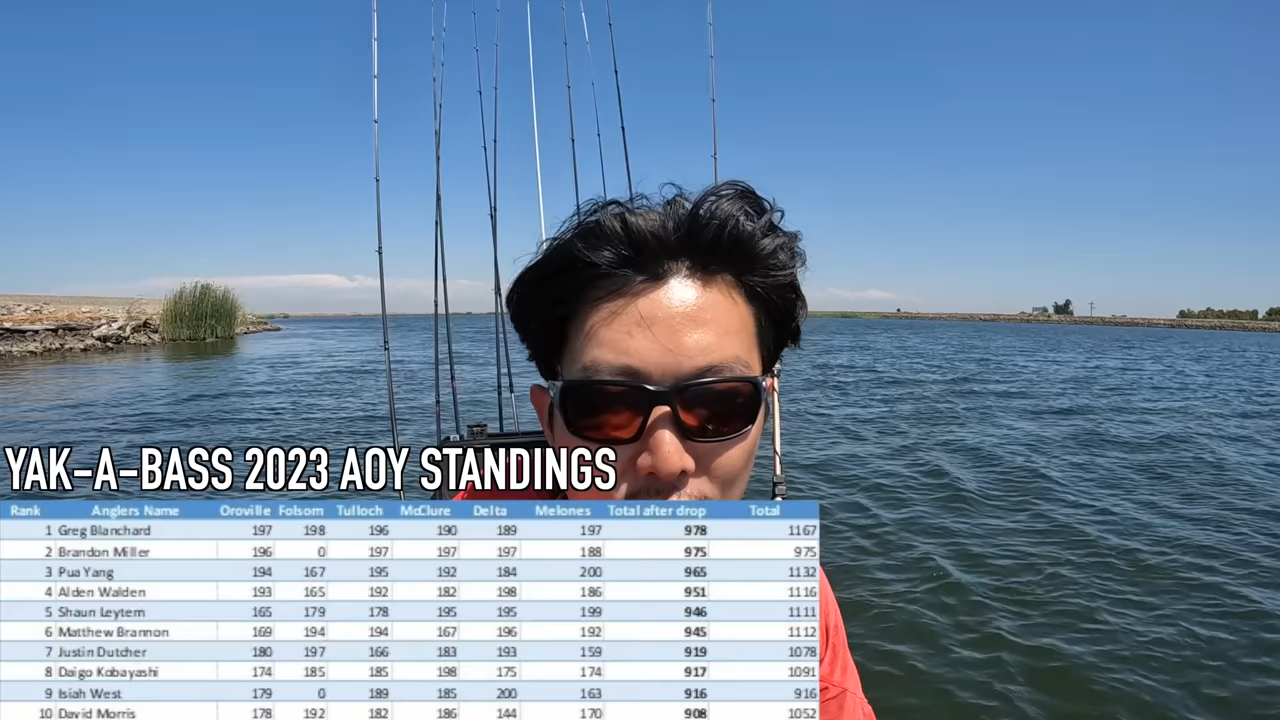 YAK-A-BASS 2023 AOY STANDINGS
Rank Anglers Name Oroville Folsom Tulloch McClure Delta Melones Total after drop Total
1 Greg Blanchard 197 198 196 190 189 197 978 1167
2 Brandon Miller 196 0 197 197 197 188 975 975
3 Pua Yang 194 167 195 192 184 200 965 1132
4 Alden Walden 193 165 192 182 198 186 951 1116
5 Shaun Leytem 165 179 178 195 195 199 946 1111
6 Matthew Brannon 169 194 194 167 196 192 945 1112
7 Justin Dutcher 180 197 166 183 193 159 919 1078
8 Daigo Kobayashi 174 185 185 198 175 174 917 1091
9 Isiah West 179 0 189 185 200 163 916 916
10 David Morris 178 192 182 186 144 170 908 1052